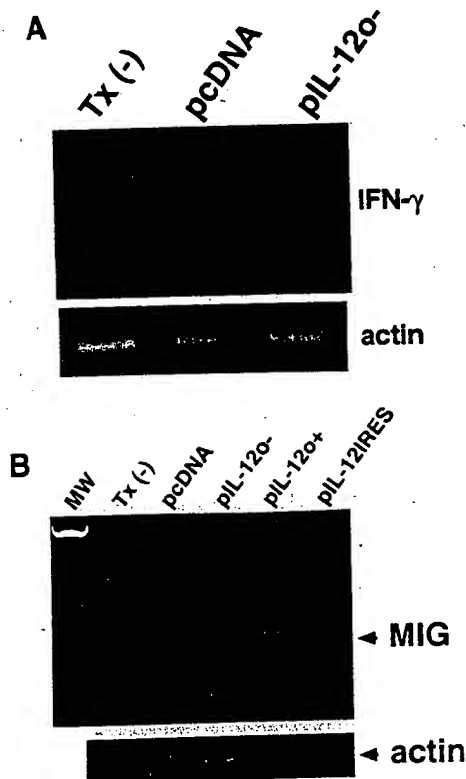 A
Tx (-)
pcDNA
pIL-12o-
IFN-γ
actin
B
MW
Tx (-)
pcDNA
pIL-12o-
pIL-12o+
pIL-12IRES
MIG
actin